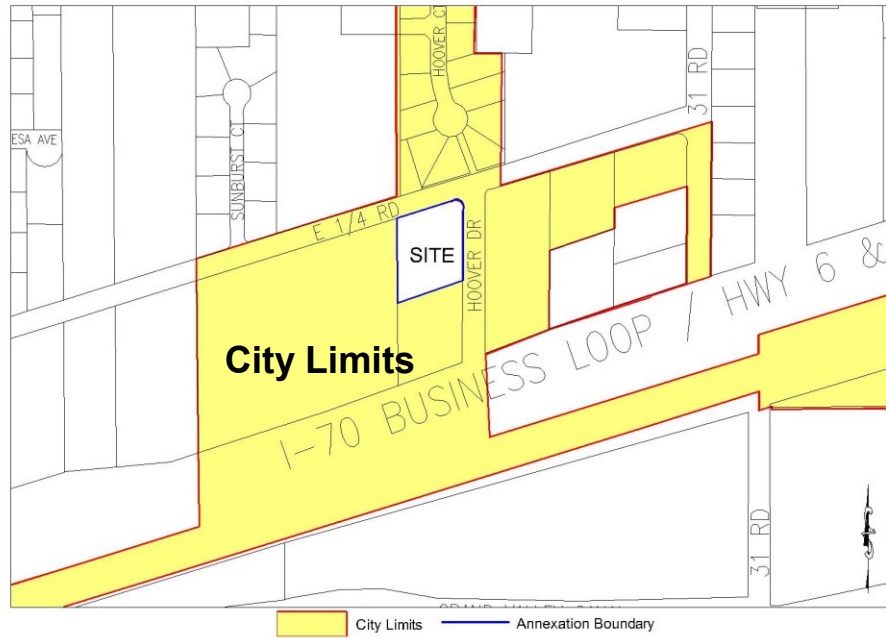 HOOVER CT
31 RD
ESA AVE
SUNBURST CT
E 1/4 RD
SITE
HOOVER DR
City Limits
I-70 BUSINESS LOOP / HWY 6 &
31 RD
City Limits
Annexation Boundary